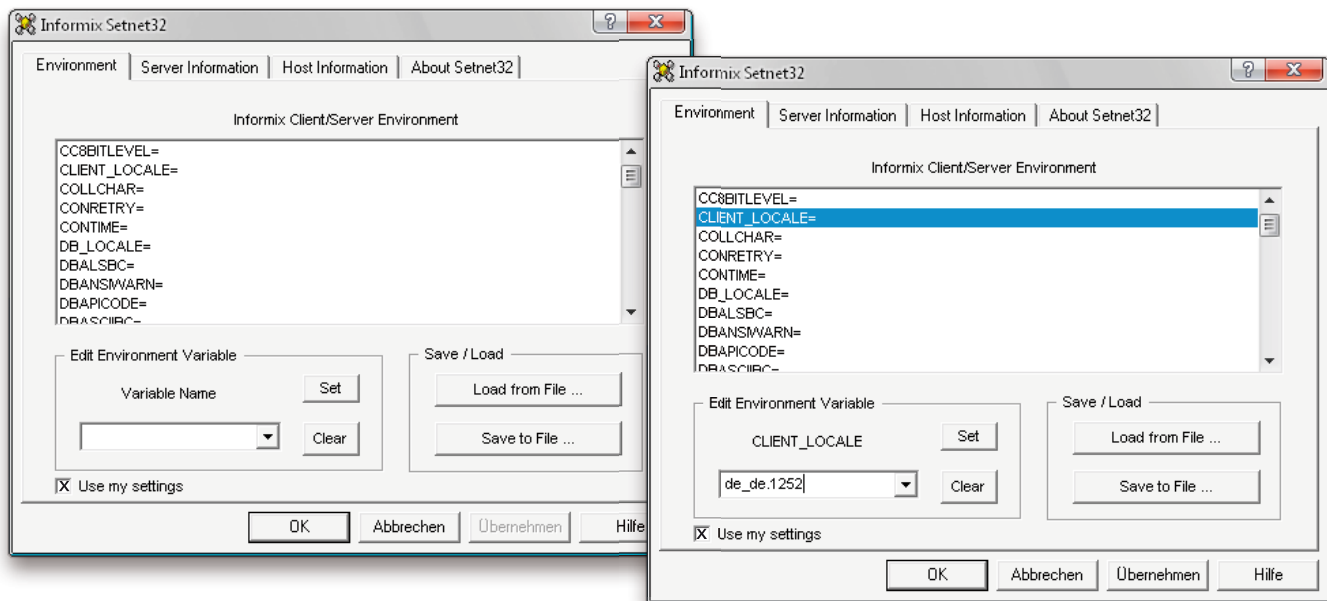 Informix Setnet32
Environment Server Information Host Information About Setnet32
Informix Client/Server Environment
CC8BITLEVEL=
CLIENT_LOCALE=
COLLCHAR=
CONRETRY=
CONTIME=
DB_LOCALE=
DBALSBC=
DBANSIWARN=
DBAPICODE=
DBASCIIBC=
Edit Environment Variable
Variable Name
Set
Clear
Save / Load
Load from File ...
Save to File ...
X Use my settings
OK Abbrechen Übernehmen Hilfe
Informix Setnet32
Environment Server Information Host Information About Setnet32
Informix Client/Server Environment
CC8BITLEVEL=
CLIENT_LOCALE=
COLLCHAR=
CONRETRY=
CONTIME=
DB_LOCALE=
DBALSBC=
DBANSIWARN=
DBAPICODE=
DBASCIIBC=
Edit Environment Variable
CLIENT_LOCALE
Set
de_de.1252
Clear
Save / Load
Load from File ...
Save to File ...
X Use my settings
OK Abbrechen Übernehmen Hilfe